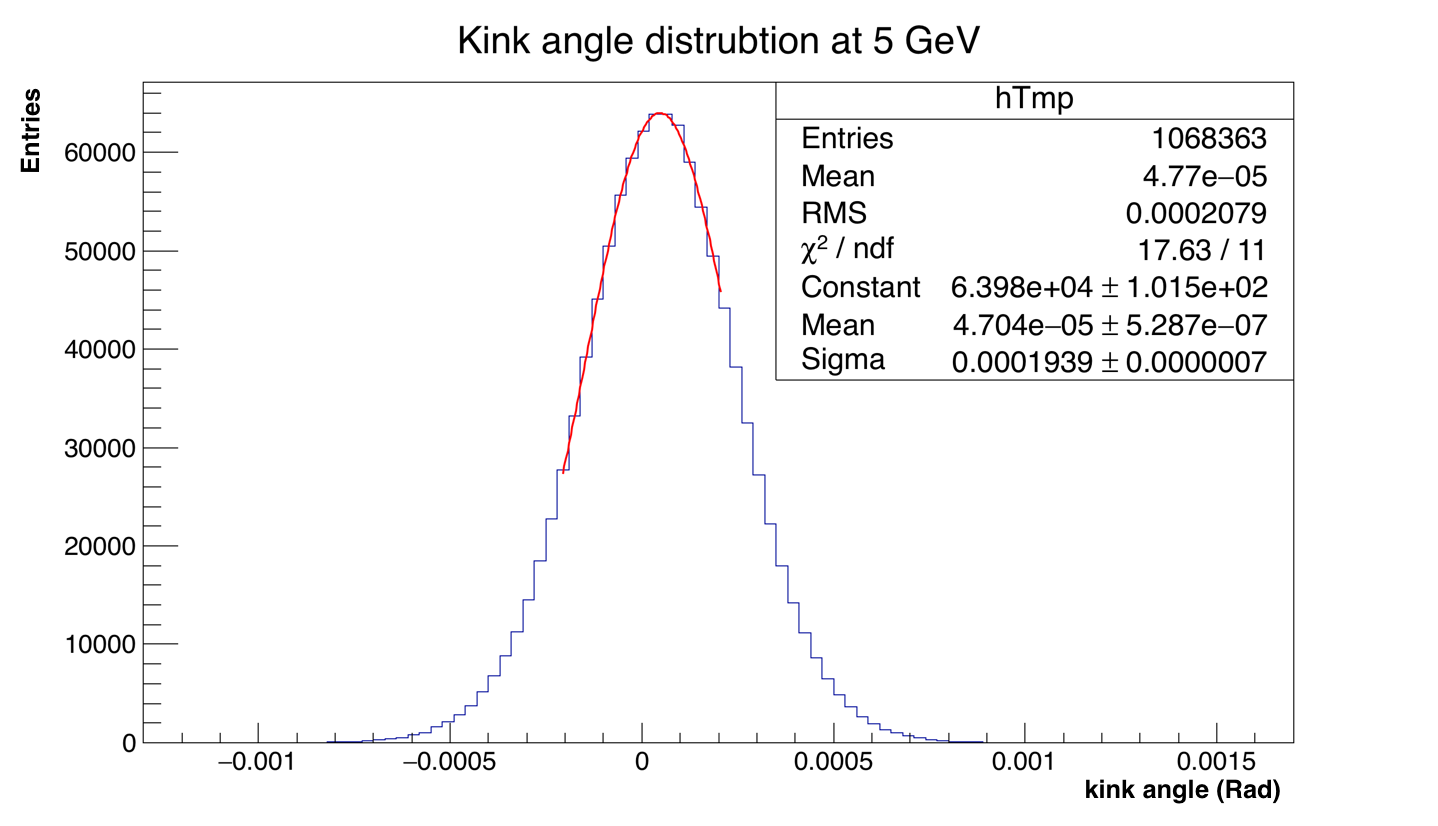 Kink angle distrubtion at 5 GeV
Entries
hTmp
Entries 1068363
Mean 4.77e−05
RMS 0.0002079
χ² / ndf 17.63 / 11
Constant 6.398e+04 ± 1.015e+02
Mean 4.704e−05 ± 5.287e−07
Sigma 0.0001939 ± 0.0000007
60000
50000
40000
30000
20000
10000
0
−0.001 −0.0005 0 0.0005 0.001 0.0015
kink angle (Rad)